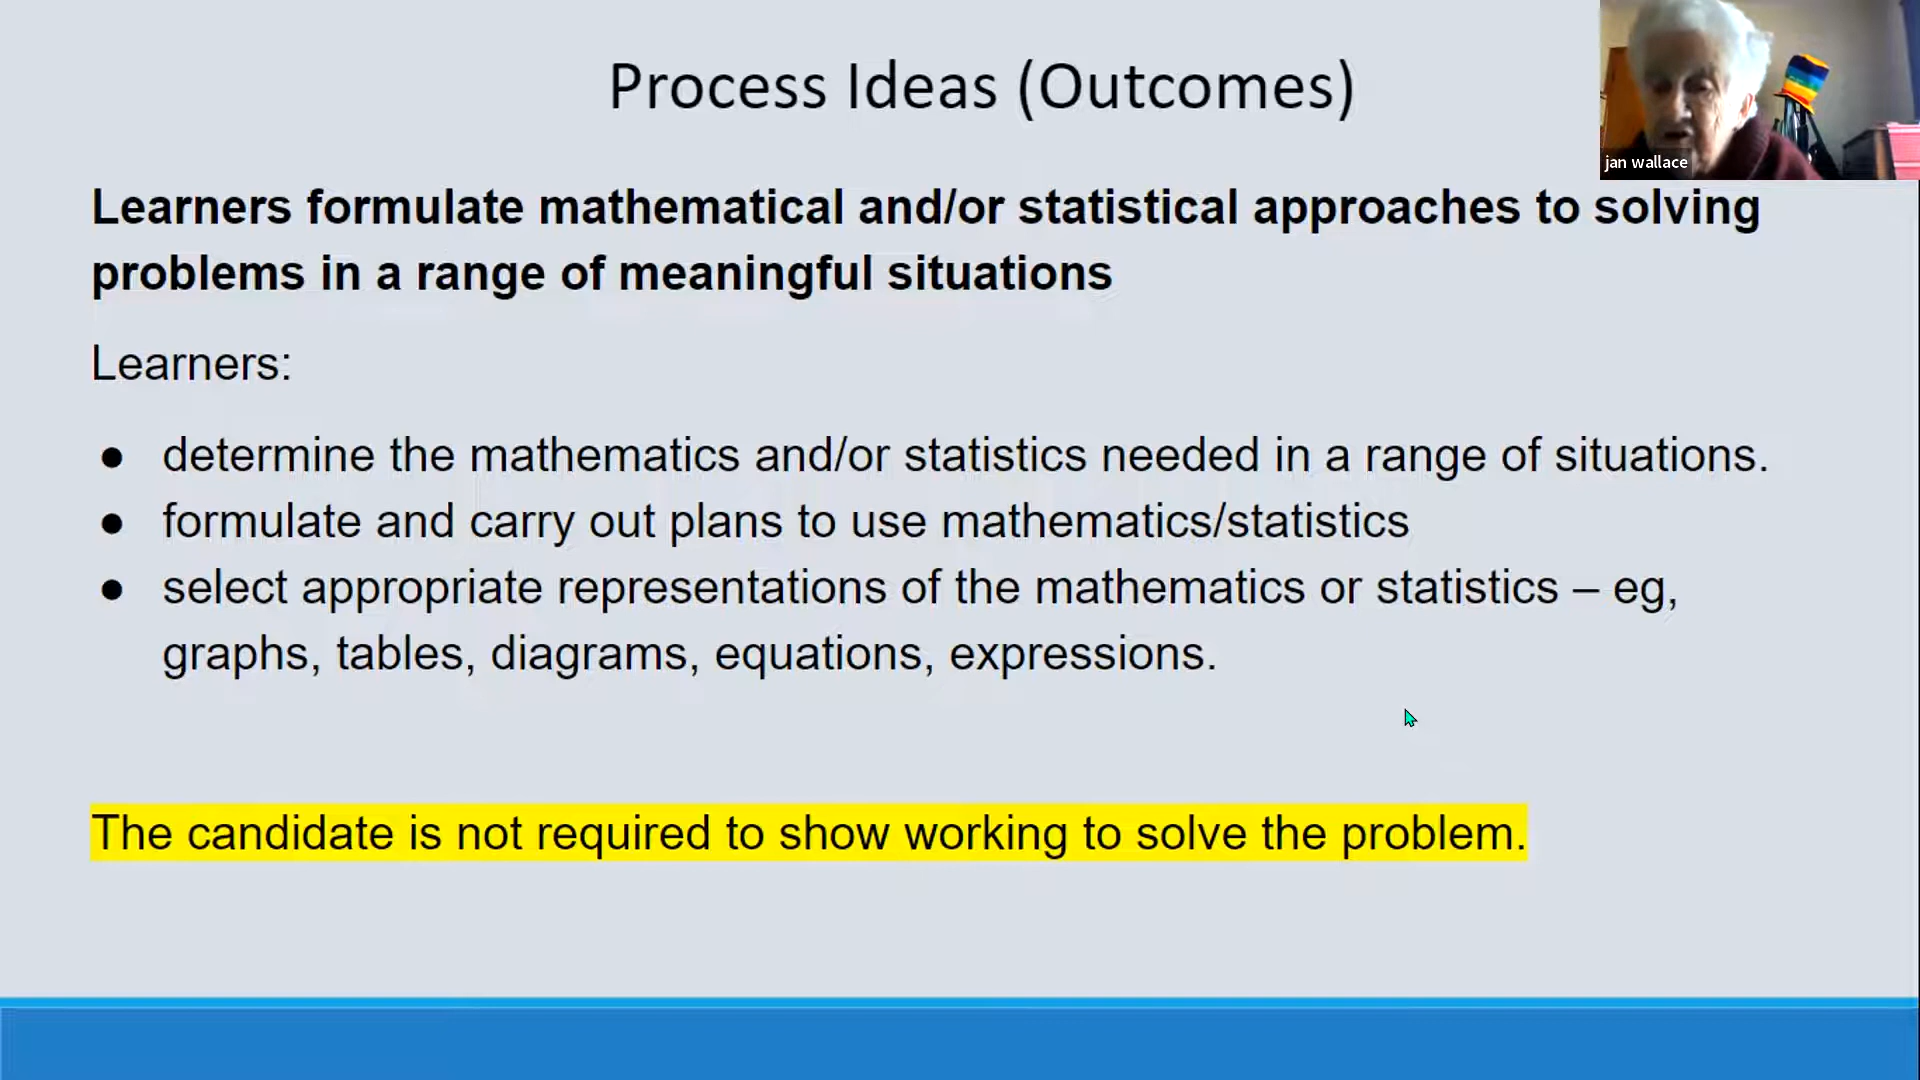 Process Ideas (Outcomes)
jan wallace
Learners formulate mathematical and/or statistical approaches to solving
problems in a range of meaningful situations
Learners:
● determine the mathematics and/or statistics needed in a range of situations.
● formulate and carry out plans to use mathematics/statistics
● select appropriate representations of the mathematics or statistics – eg,
graphs, tables, diagrams, equations, expressions.
The candidate is not required to show working to solve the problem.